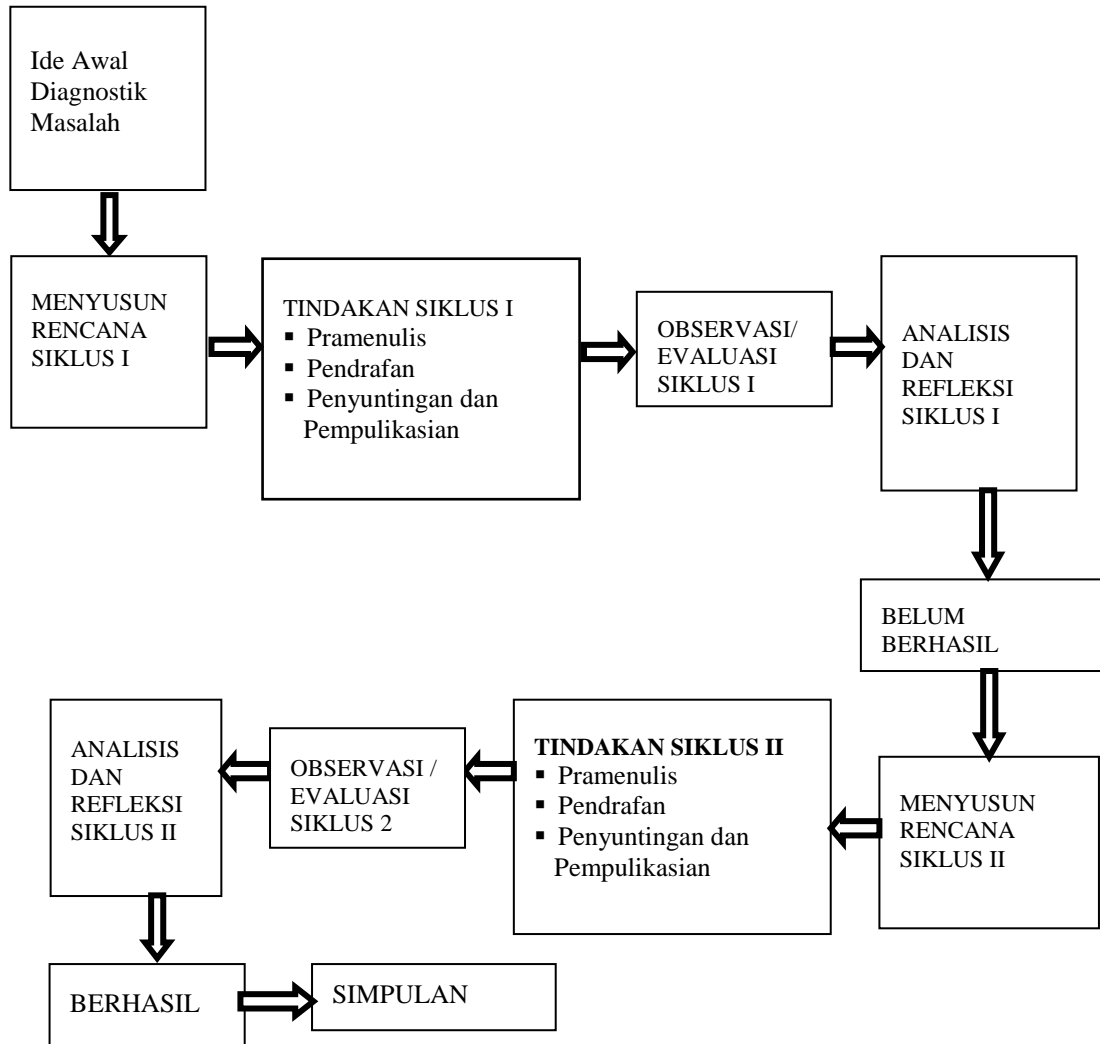 Ide Awal
Diagnostik
Masalah
MENYUSUN
RENCANA
SIKLUS I
TINDAKAN SIKLUS I
▪ Pramenulis
▪ Pendrafan
▪ Penyuntingan dan
Pempulikasian
OBSERVASI/
EVALUASI
SIKLUS I
ANALISIS
DAN
REFLEKSI
SIKLUS I
BELUM
BERHASIL
MENYUSUN
RENCANA
SIKLUS II
TINDAKAN SIKLUS II
▪ Pramenulis
▪ Pendrafan
▪ Penyuntingan dan
Pempulikasian
OBSERVASI /
EVALUASI
SIKLUS 2
ANALISIS
DAN
REFLEKSI
SIKLUS II
BERHASIL
SIMPULAN